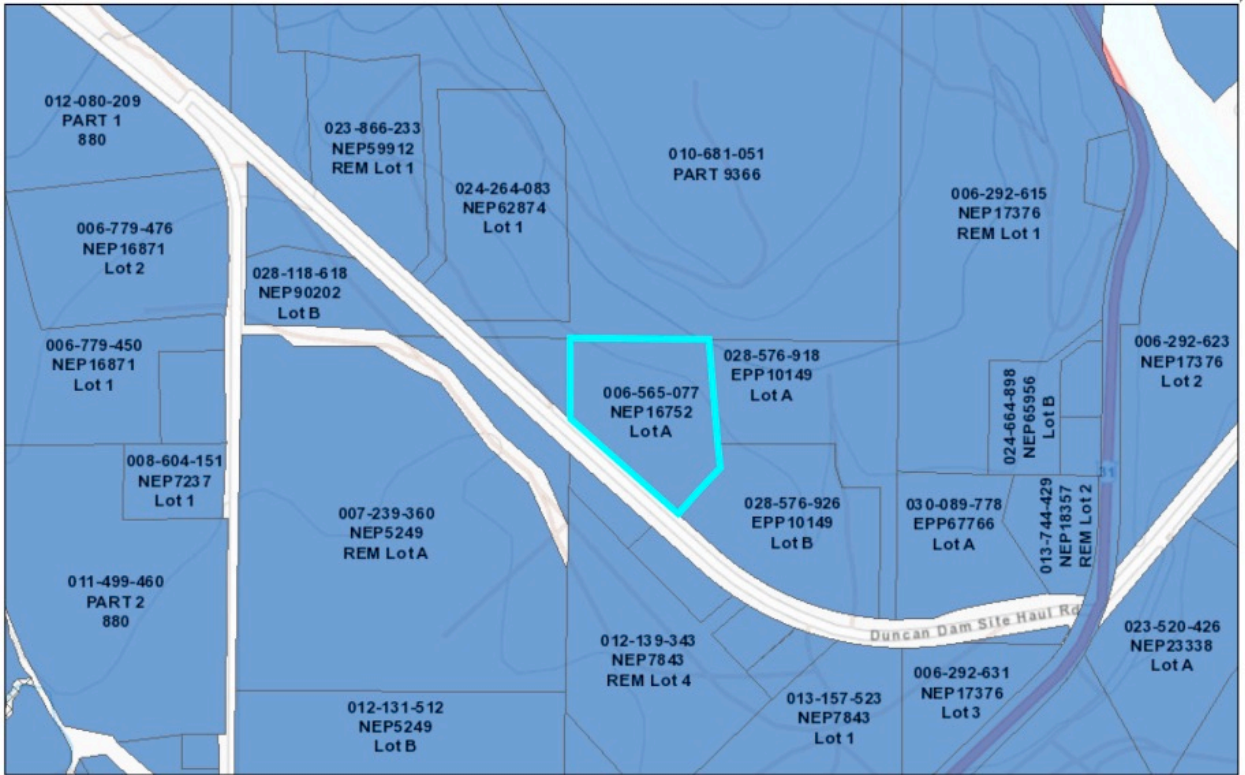 012-080-209
PART 1
880
023-866-233
NEP59912
REM Lot 1
024-264-083
NEP62874
Lot 1
010-681-051
PART 9366
006-292-615
NEP17376
REM Lot 1
006-779-476
NEP16871
Lot 2
028-118-618
NEP90202
Lot B
006-779-450
NEP16871
Lot 1
006-565-077
NEP16752
Lot A
028-576-918
EPP10149
Lot A
024-664-898
NEP65956
Lot B
006-292-623
NEP17376
Lot 2
008-604-151
NEP7237
Lot 1
007-239-360
NEP5249
REM Lot A
028-576-926
EPP10149
Lot B
030-089-778
EPP67766
Lot A
013-744-429
NEP18357
REM Lot 2
31
011-499-460
PART 2
880
Duncan Dam Site Haul Rd
012-139-343
NEP7843
REM Lot 4
023-520-426
NEP23338
Lot A
006-292-631
NEP17376
Lot 3
012-131-512
NEP5249
Lot B
013-157-523
NEP7843
Lot 1